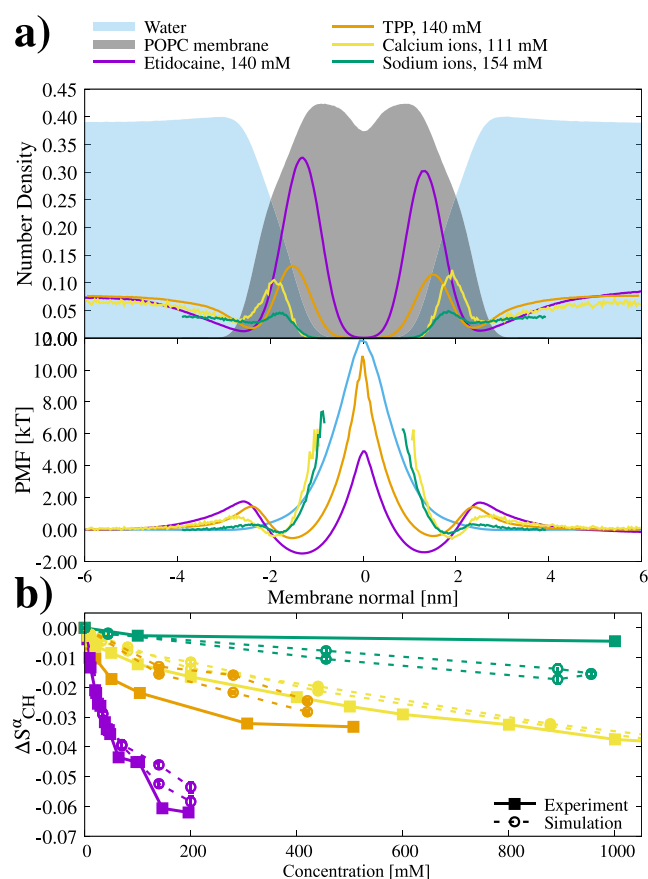 a)
Water
POPC membrane
Etidocaine, 140 mM
TPP, 140 mM
Calcium ions, 111 mM
Sodium ions, 154 mM
0.45
0.40
0.35
0.30
0.25
0.20
0.15
0.10
0.05
Number Density
10.00
8.00
6.00
4.00
2.00
0.00
-2.00
PMF [kT]
-6 -4 -2 0 2 4 6
Membrane normal [nm]
b)
0.00
-0.01
-0.02
-0.03
-0.04
-0.05
-0.06
-0.07
ΔS^α_CH
Experiment
Simulation
0 200 400 600 800 1000
Concentration [mM]